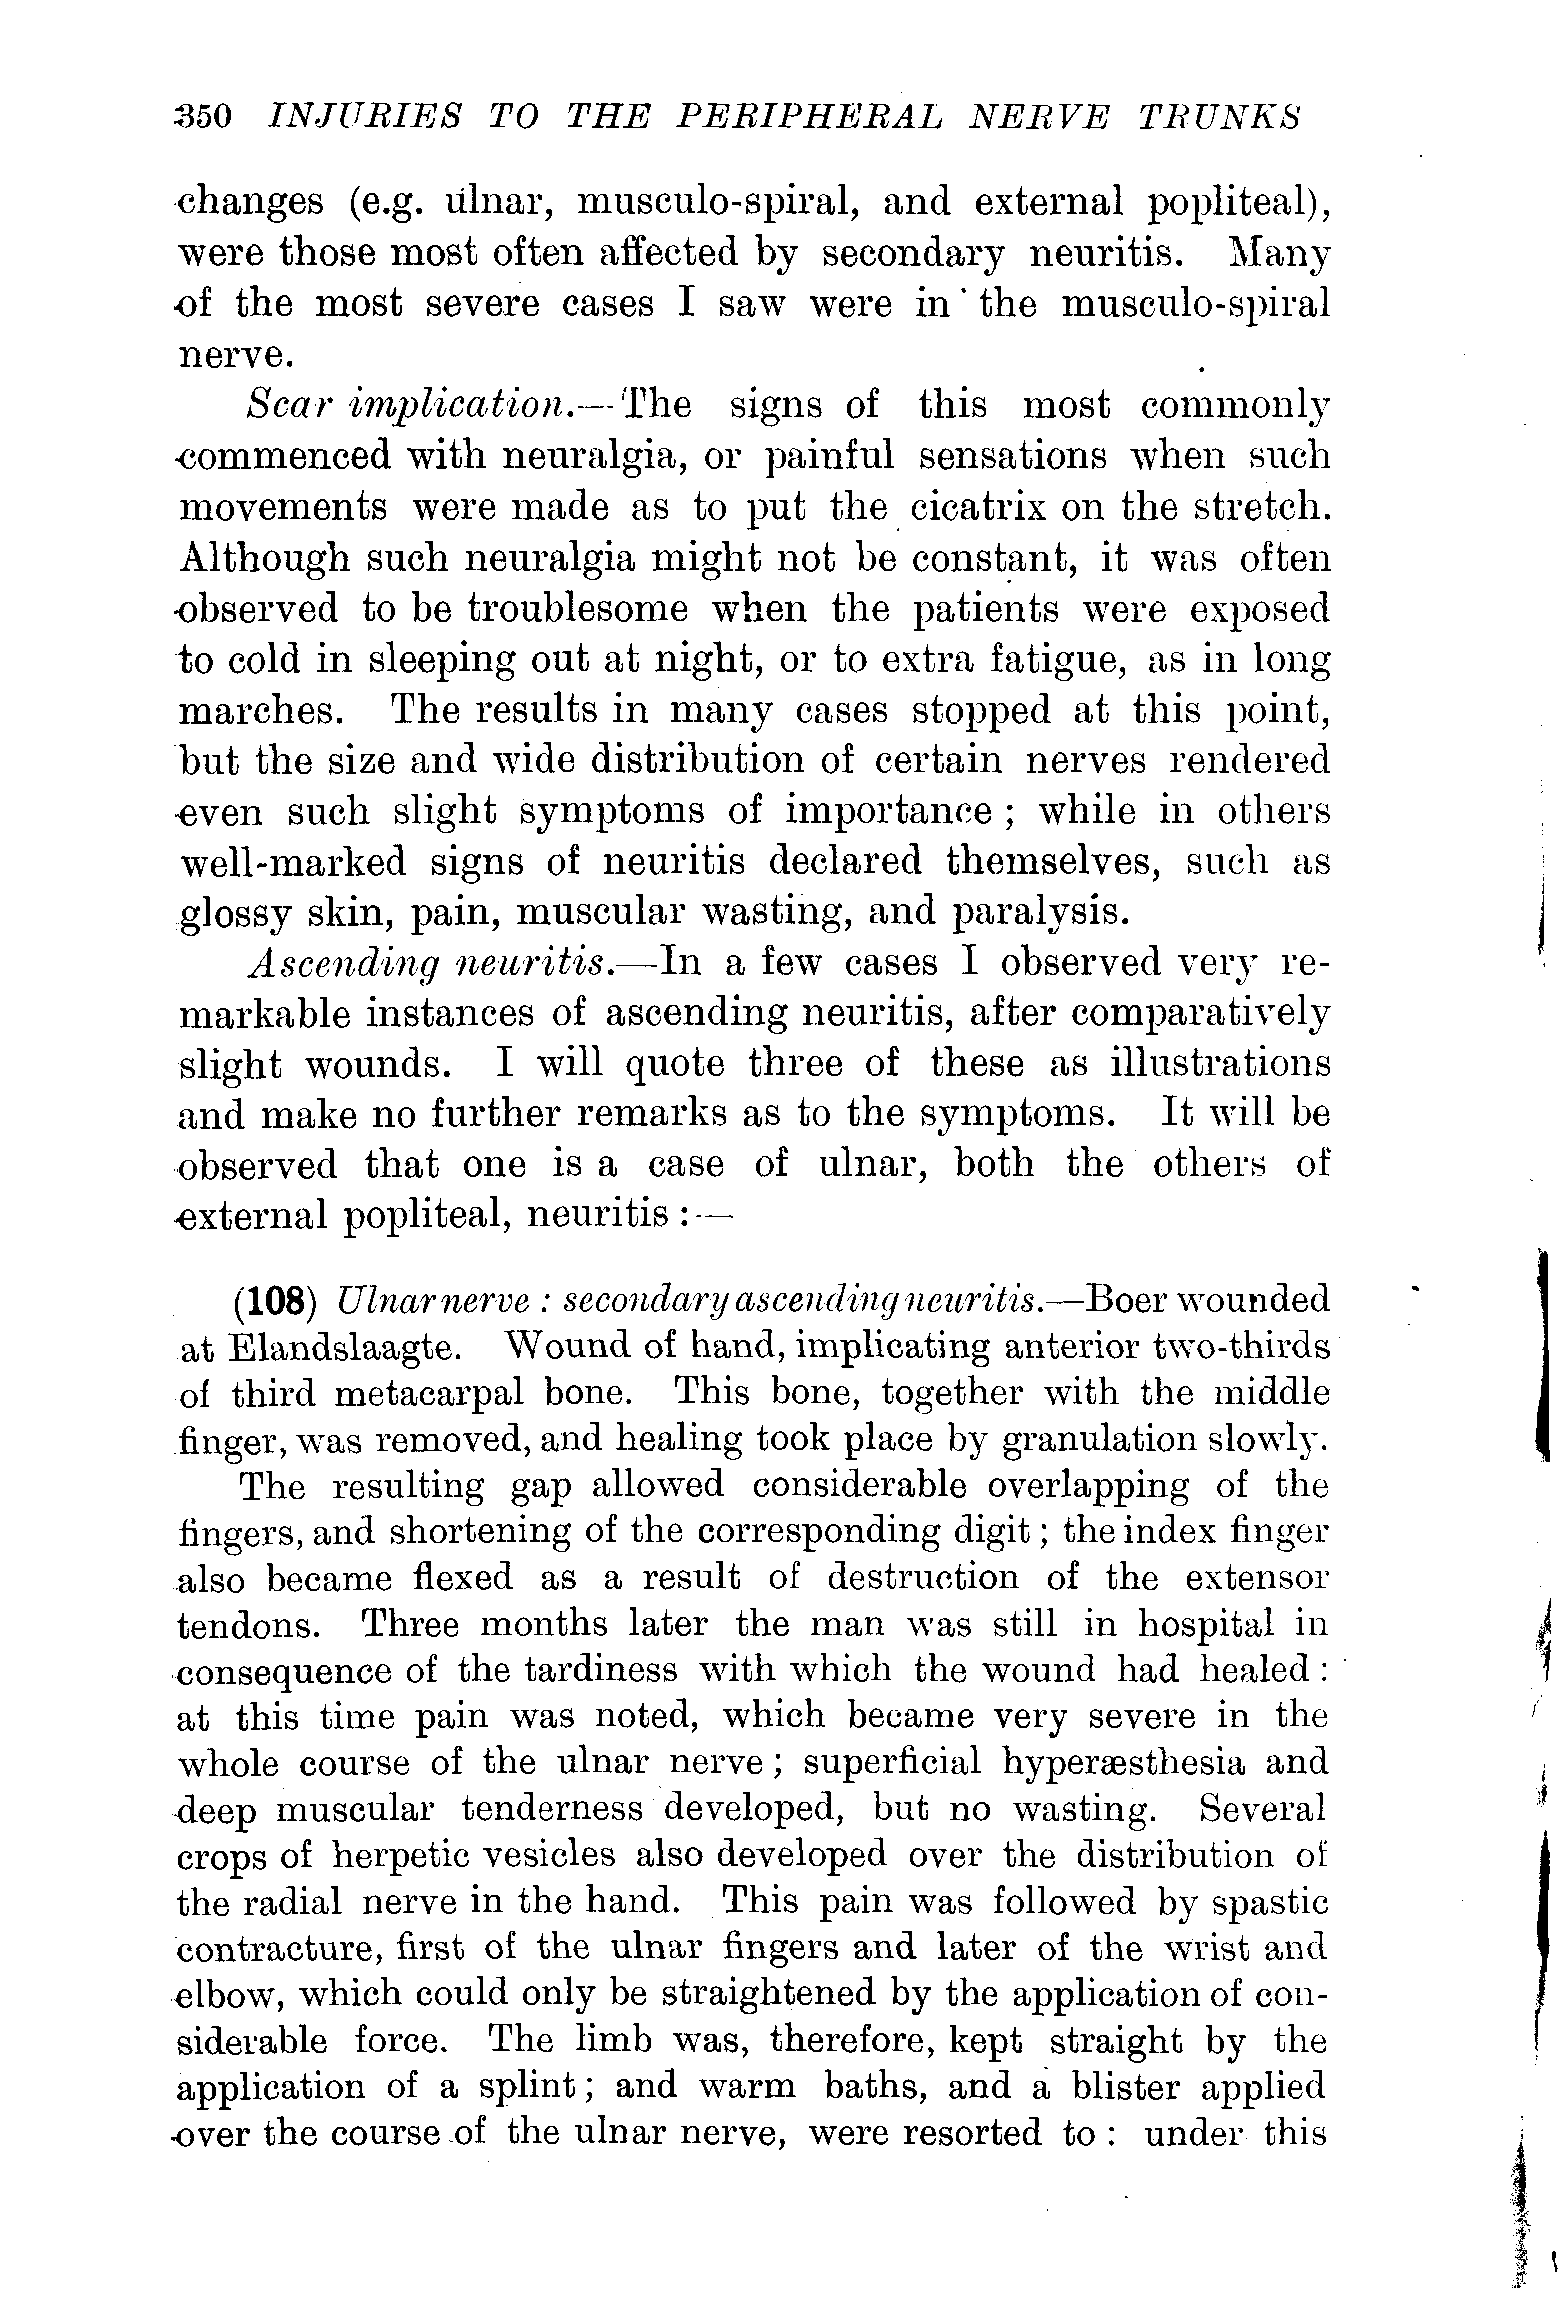 350 INJURIES TO THE PERIPHERAL NERVE TRUNKS
changes (e.g. ulnar, musculo-spiral, and external popliteal),
were those most often affected by secondary neuritis. Many
of the most severe cases I saw were in the musculo-spiral
nerve.
Scar implication.—The signs of this most commonly
commenced with neuralgia, or painful sensations when such
movements were made as to put the cicatrix on the stretch.
Although such neuralgia might not be constant, it was often
observed to be troublesome when the patients were exposed
to cold in sleeping out at night, or to extra fatigue, as in long
marches. The results in many cases stopped at this point,
but the size and wide distribution of certain nerves rendered
even such slight symptoms of importance ; while in others
well-marked signs of neuritis declared themselves, such as
glossy skin, pain, muscular wasting, and paralysis.
Ascending neuritis.—In a few cases I observed very re-
markable instances of ascending neuritis, after comparatively
slight wounds. I will quote three of these as illustrations
and make no further remarks as to the symptoms. It will be
observed that one is a case of ulnar, both the others of
external popliteal, neuritis :—
(108) Ulnar nerve : secondary ascending neuritis.—Boer wounded
at Elandslaagte. Wound of hand, implicating anterior two-thirds
of third metacarpal bone. This bone, together with the middle
finger, was removed, and healing took place by granulation slowly.
The resulting gap allowed considerable overlapping of the
fingers, and shortening of the corresponding digit ; the index finger
also became flexed as a result of destruction of the extensor
tendons. Three months later the man was still in hospital in
consequence of the tardiness with which the wound had healed :
at this time pain was noted, which became very severe in the
whole course of the ulnar nerve ; superficial hyperæsthesia and
deep muscular tenderness developed, but no wasting. Several
crops of herpetic vesicles also developed over the distribution of
the radial nerve in the hand. This pain was followed by spastic
contracture, first of the ulnar fingers and later of the wrist and
elbow, which could only be straightened by the application of con-
siderable force. The limb was, therefore, kept straight by the
application of a splint ; and warm baths, and a blister applied
over the course of the ulnar nerve, were resorted to : under this